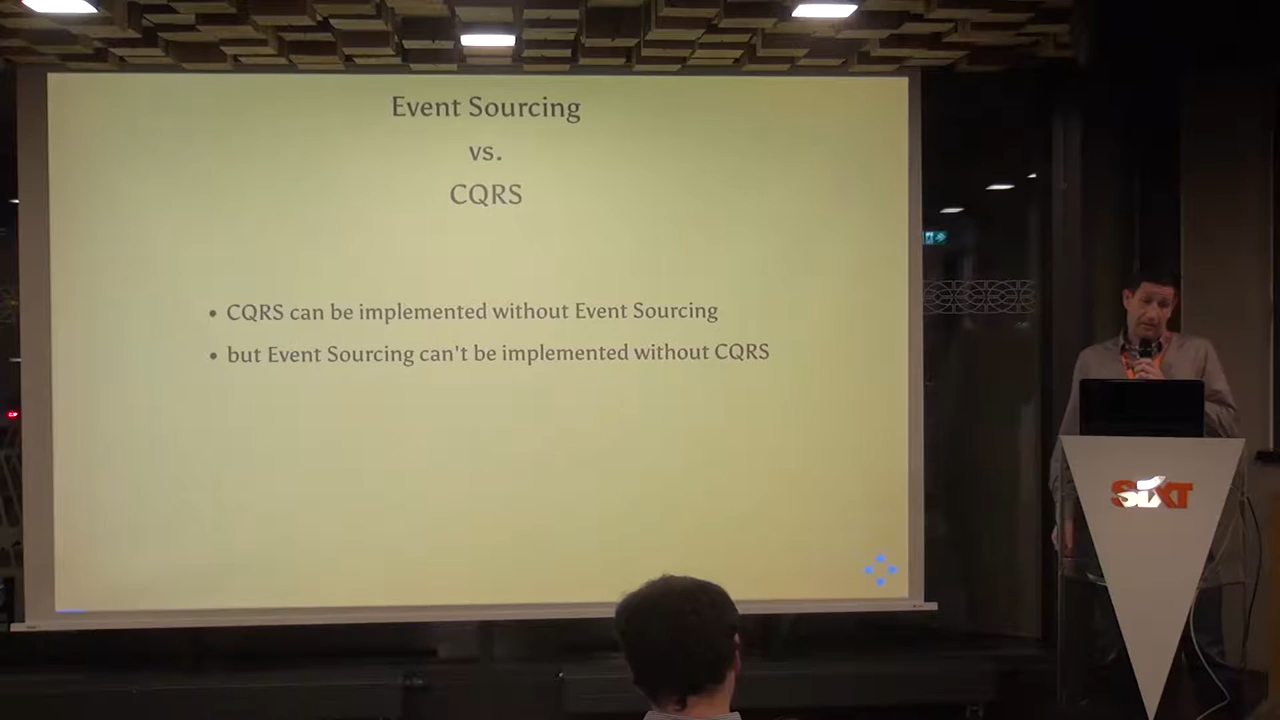 Event Sourcing
vs.
CQRS
• CQRS can be implemented without Event Sourcing
• but Event Sourcing can't be implemented without CQRS
SIXT